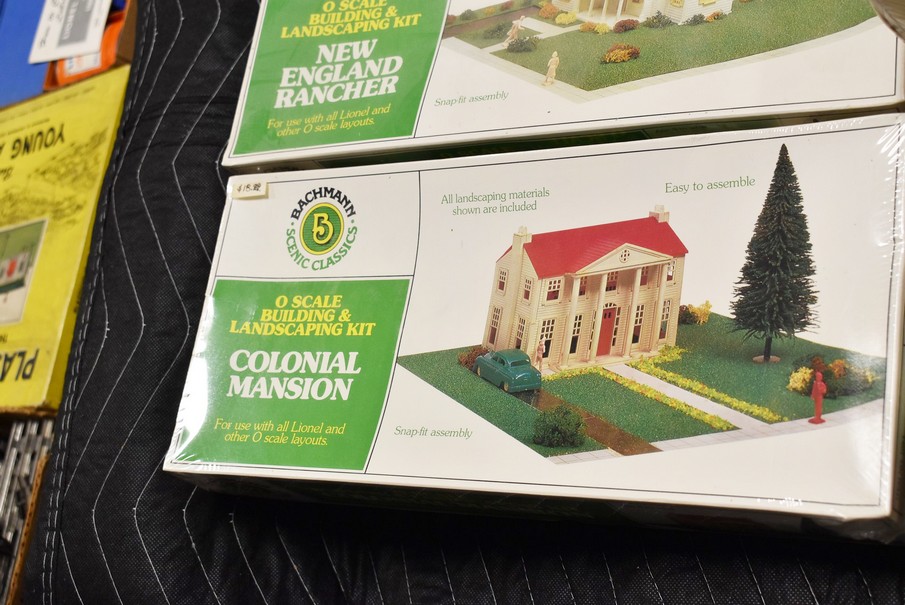 O SCALE
BUILDING &
LANDSCAPING KIT
NEW
ENGLAND
RANCHER
For use with all Lionel and
other O scale layouts.
Snap-fit assembly
YOUNG
PLA
BACHMANN
B
SCENIC CLASSICS
All landscaping materials
shown are included
Easy to assemble
O SCALE
BUILDING &
LANDSCAPING KIT
COLONIAL
MANSION
For use with all Lionel and
other O scale layouts.
Snap-fit assembly